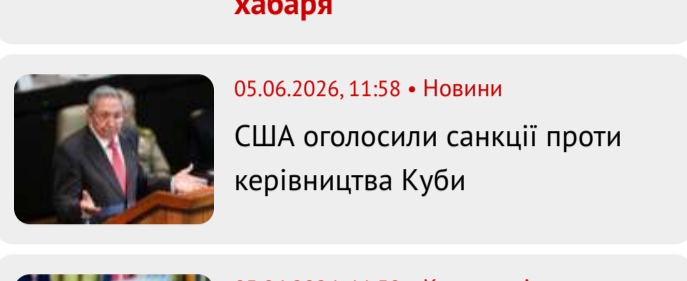 хабаря
05.06.2026, 11:58 • Новини
США оголосили санкції проти
керівництва Куби